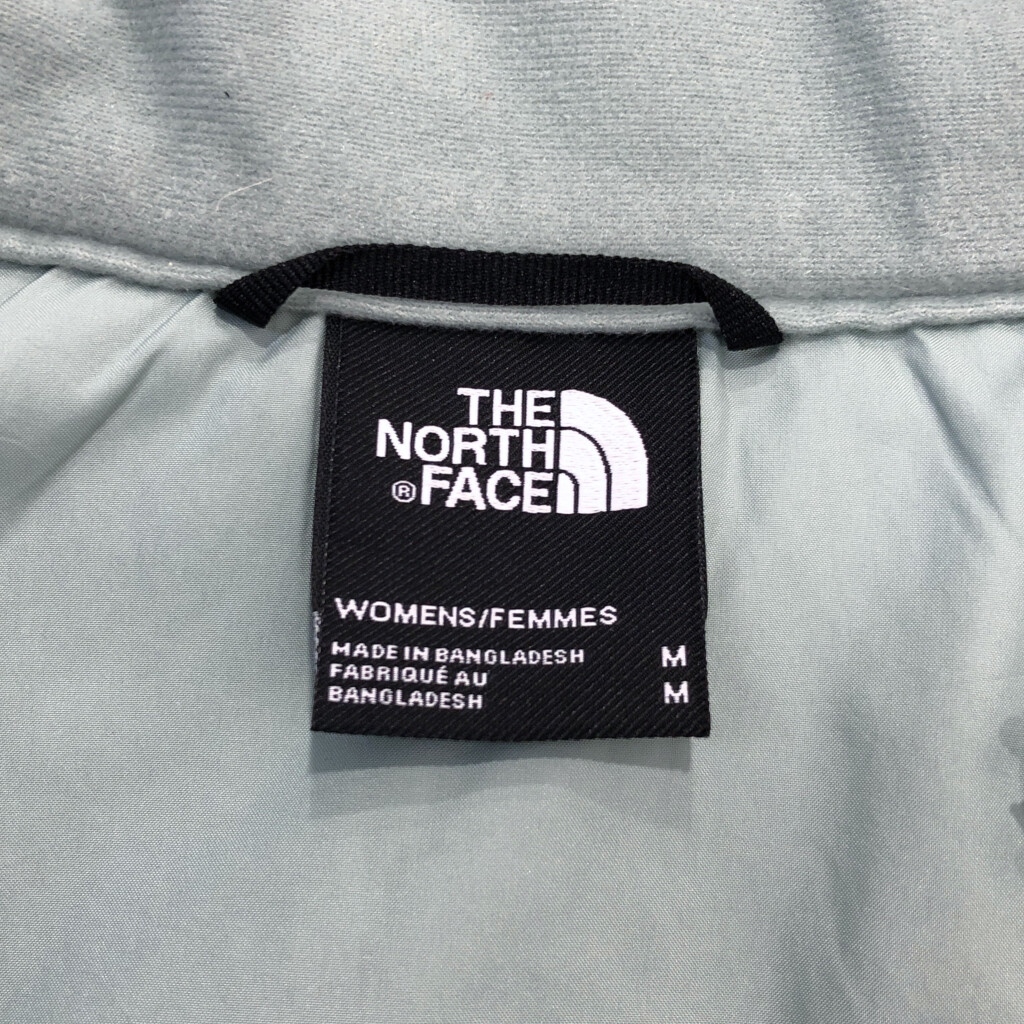 THE
NORTH
® FACE
WOMENS/FEMMES
MADE IN BANGLADESH M
FABRIQUÉ AU
BANGLADESH M